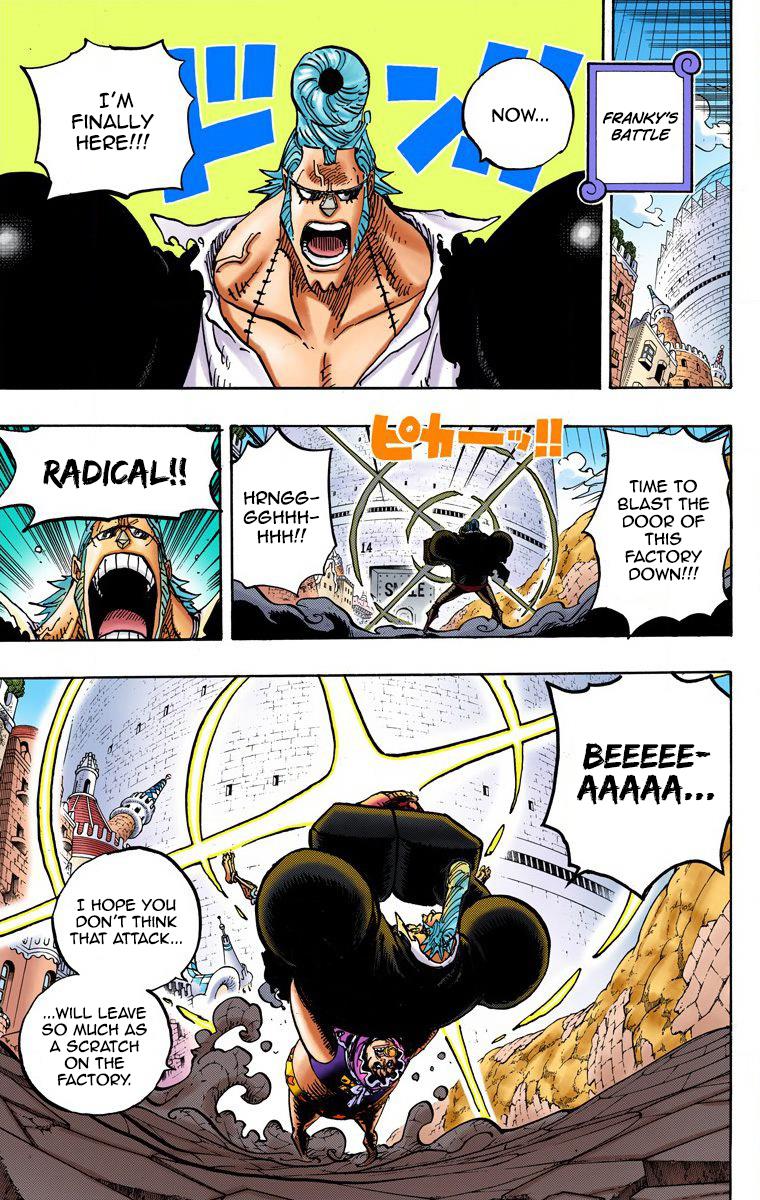 FRANKY'S
BATTLE
NOW...
ドン!!
I'M
FINALLY
HERE!!!
TIME TO
BLAST THE
DOOR OF
THIS
FACTORY
DOWN!!!
ピカーッ!!
HRNGG-
GGHHH-
HHH!!
14
SMILE
RADICAL!!
BEEEEE-
AAAAA...
I HOPE YOU
DON'T THINK
THAT ATTACK...
...WILL LEAVE
SO MUCH AS
A SCRATCH
ON THE
FACTORY.